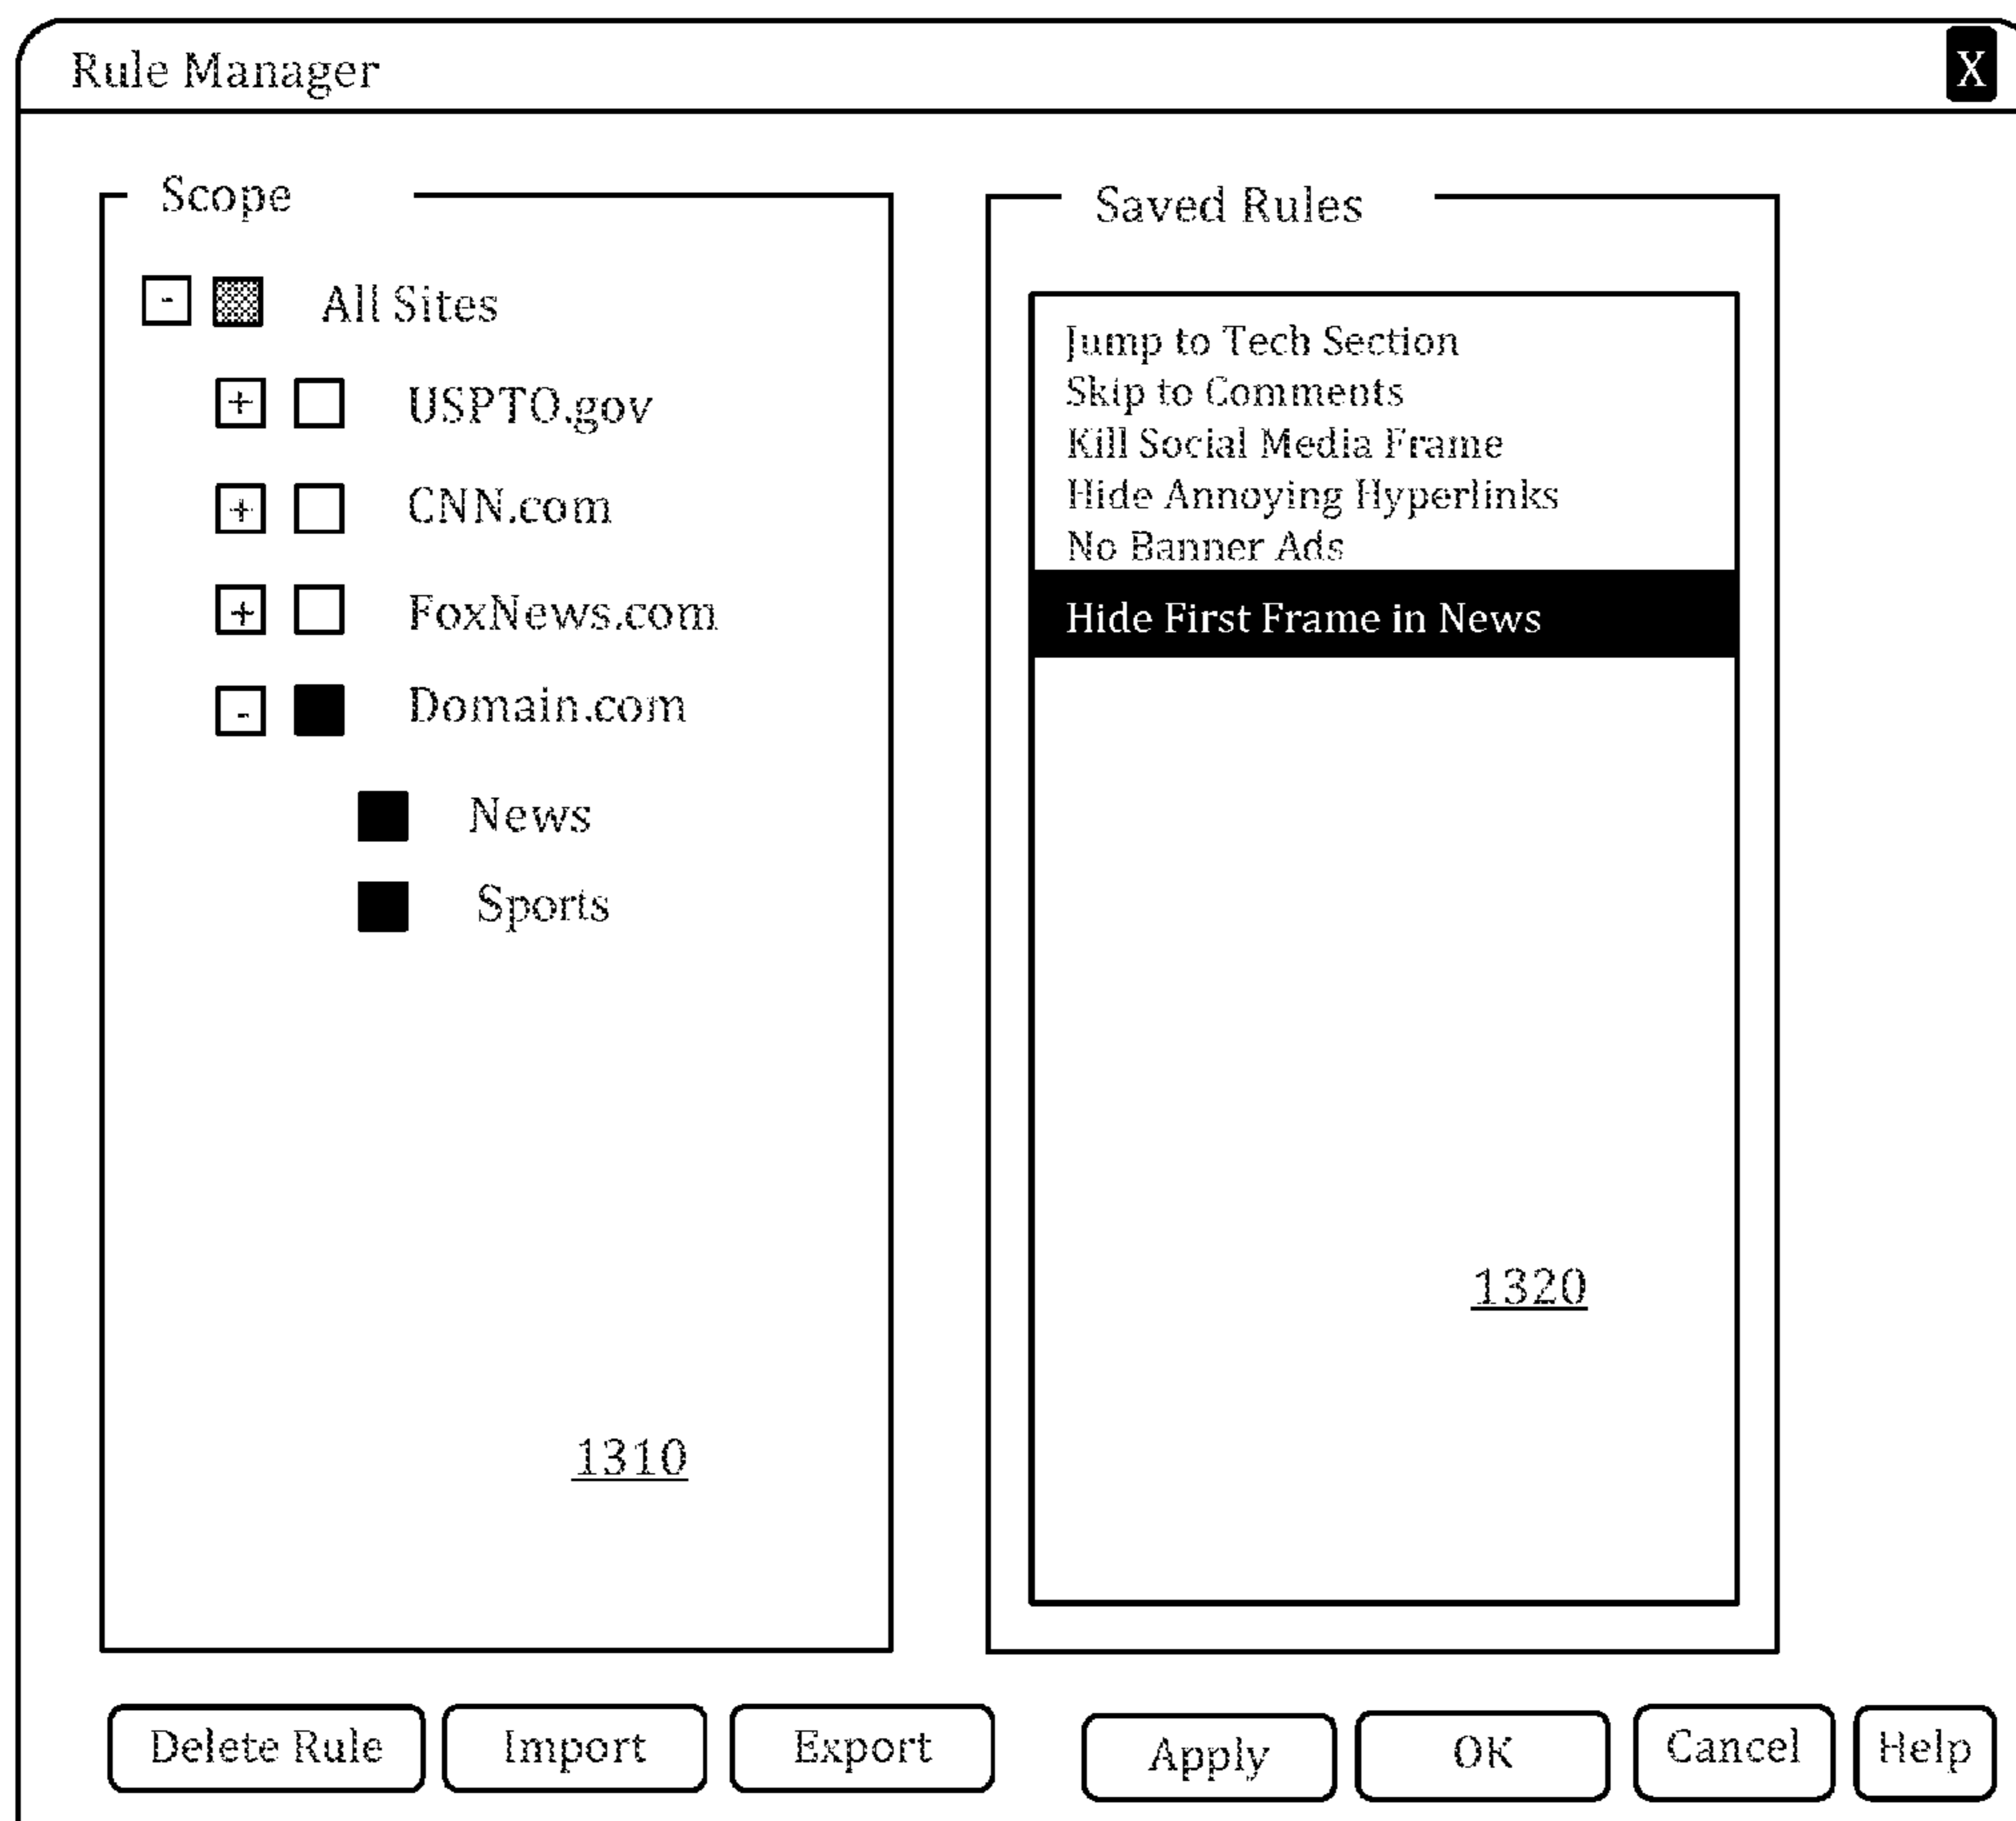 Rule Manager
X
Scope
- All Sites
+ USPTO.gov
+ CNN.com
+ FoxNews.com
- Domain.com
News
Sports
1310
Saved Rules
Jump to Tech Section
Skip to Comments
Kill Social Media Frame
Hide Annoying Hyperlinks
No Banner Ads
Hide First Frame in News
1320
Delete Rule
Import
Export
Apply
OK
Cancel
Help